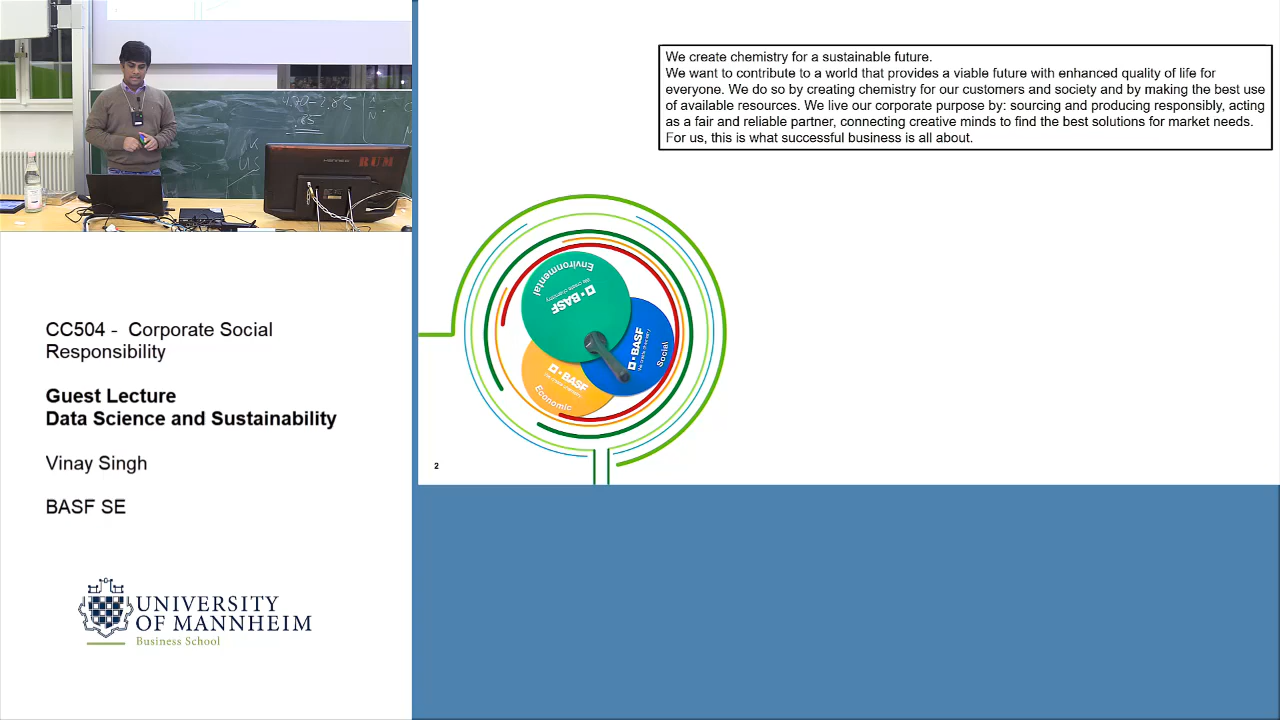 RUM
CC504 -  Corporate Social
Responsibility
Guest Lecture
Data Science and Sustainability
Vinay Singh
BASF SE
UNIVERSITY
OF MANNHEIM
Business School
We create chemistry for a sustainable future.
We want to contribute to a world that provides a viable future with enhanced quality of life for
everyone. We do so by creating chemistry for our customers and society and by making the best use
of available resources. We live our corporate purpose by: sourcing and producing responsibly, acting
as a fair and reliable partner, connecting creative minds to find the best solutions for market needs.
For us, this is what successful business is all about.
Environmental
We create chemistry
BASF
BASF
Social
BASF
Economic
2